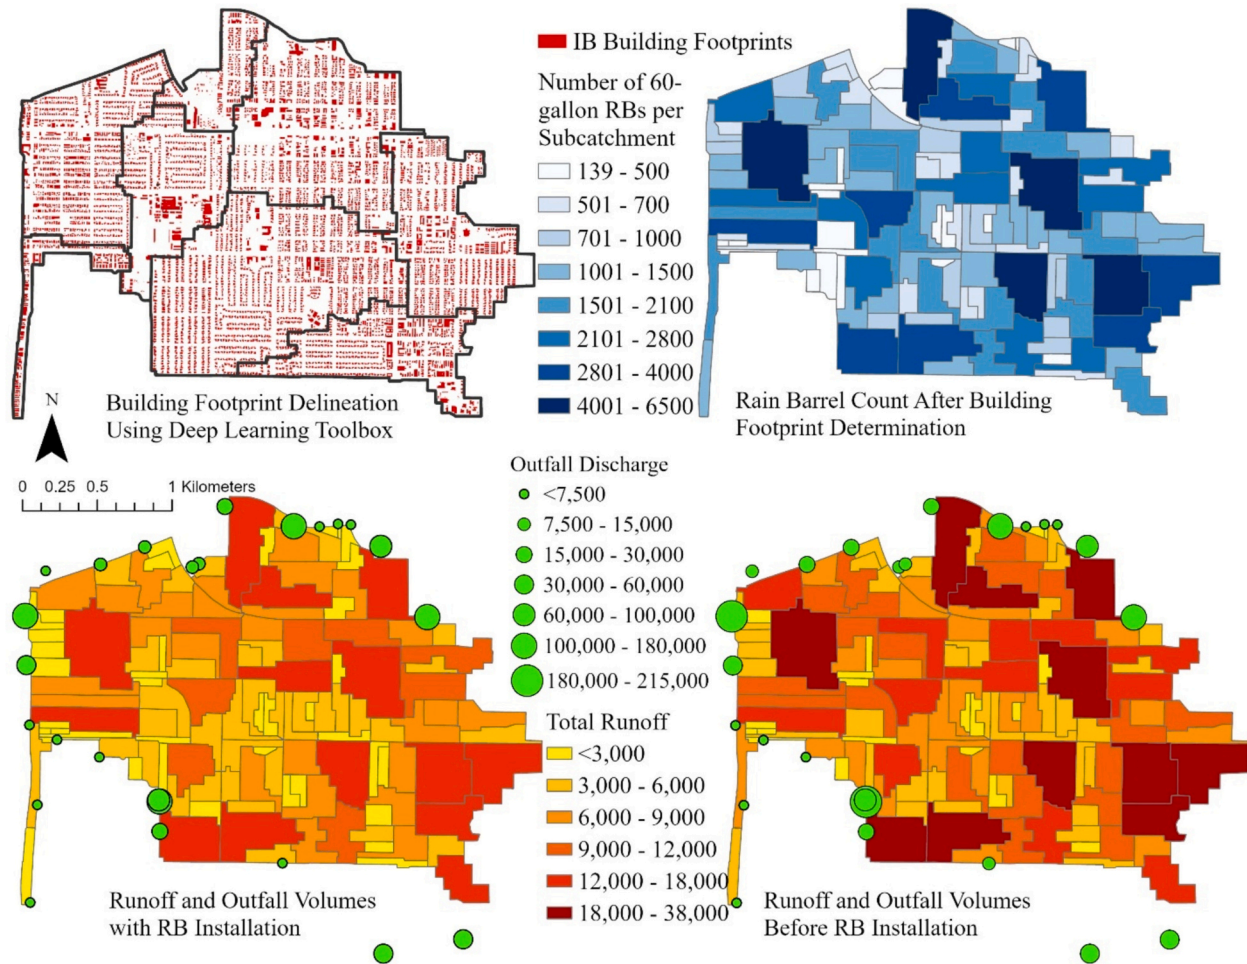 IB Building Footprints
Number of 60-
gallon RBs per
Subcatchment
139 - 500
501 - 700
701 - 1000
1001 - 1500
1501 - 2100
2101 - 2800
2801 - 4000
4001 - 6500
Building Footprint Delineation
Using Deep Learning Toolbox
Rain Barrel Count After Building
Footprint Determination
N
0 0.25 0.5 1 Kilometers
Outfall Discharge
<7,500
7,500 - 15,000
15,000 - 30,000
30,000 - 60,000
60,000 - 100,000
100,000 - 180,000
180,000 - 215,000
Total Runoff
<3,000
3,000 - 6,000
6,000 - 9,000
9,000 - 12,000
12,000 - 18,000
18,000 - 38,000
Runoff and Outfall Volumes
with RB Installation
Runoff and Outfall Volumes
Before RB Installation